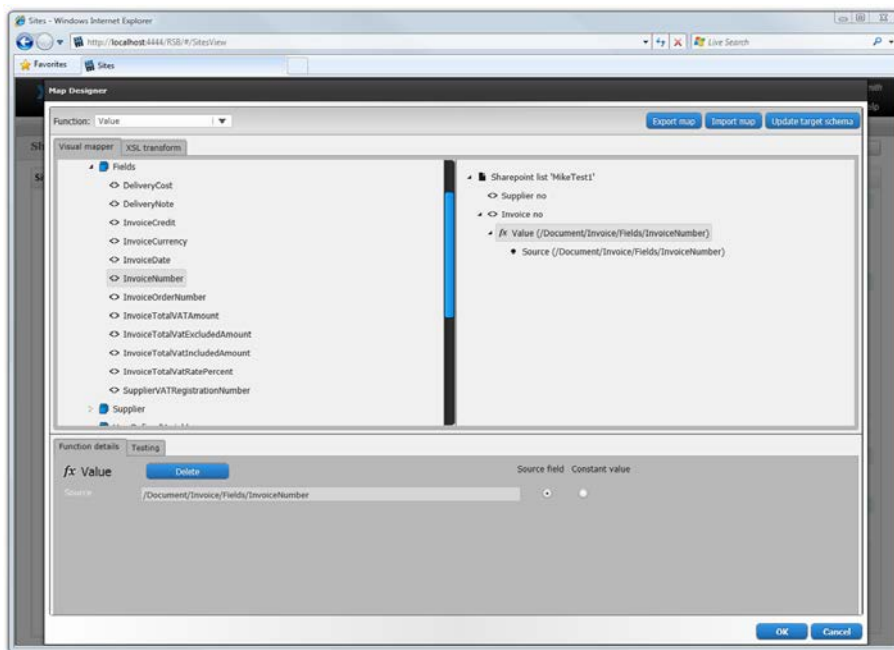 Sites - Windows Internet Explorer
http://localhost:4444/RSB/#/SitesView
Live Search
Favorites
Sites
Map Designer
Function: Value
Export map Import map Update target schema
Visual mapper XSL transform
Fields
DeliveryCost
DeliveryNote
InvoiceCredit
InvoiceCurrency
InvoiceDate
InvoiceNumber
InvoiceOrderNumber
InvoiceTotalVATAmount
InvoiceTotalVatExcludedAmount
InvoiceTotalVatIncludedAmount
InvoiceTotalVatRatePercent
SupplierVATRegistrationNumber
Supplier
Sharepoint list 'MikeTest1'
Supplier no
Invoice no
fx Value (/Document/Invoice/Fields/InvoiceNumber)
Source (/Document/Invoice/Fields/InvoiceNumber)
Function details Testing
fx Value Delete Source field Constant value
Source /Document/Invoice/Fields/InvoiceNumber
OK Cancel